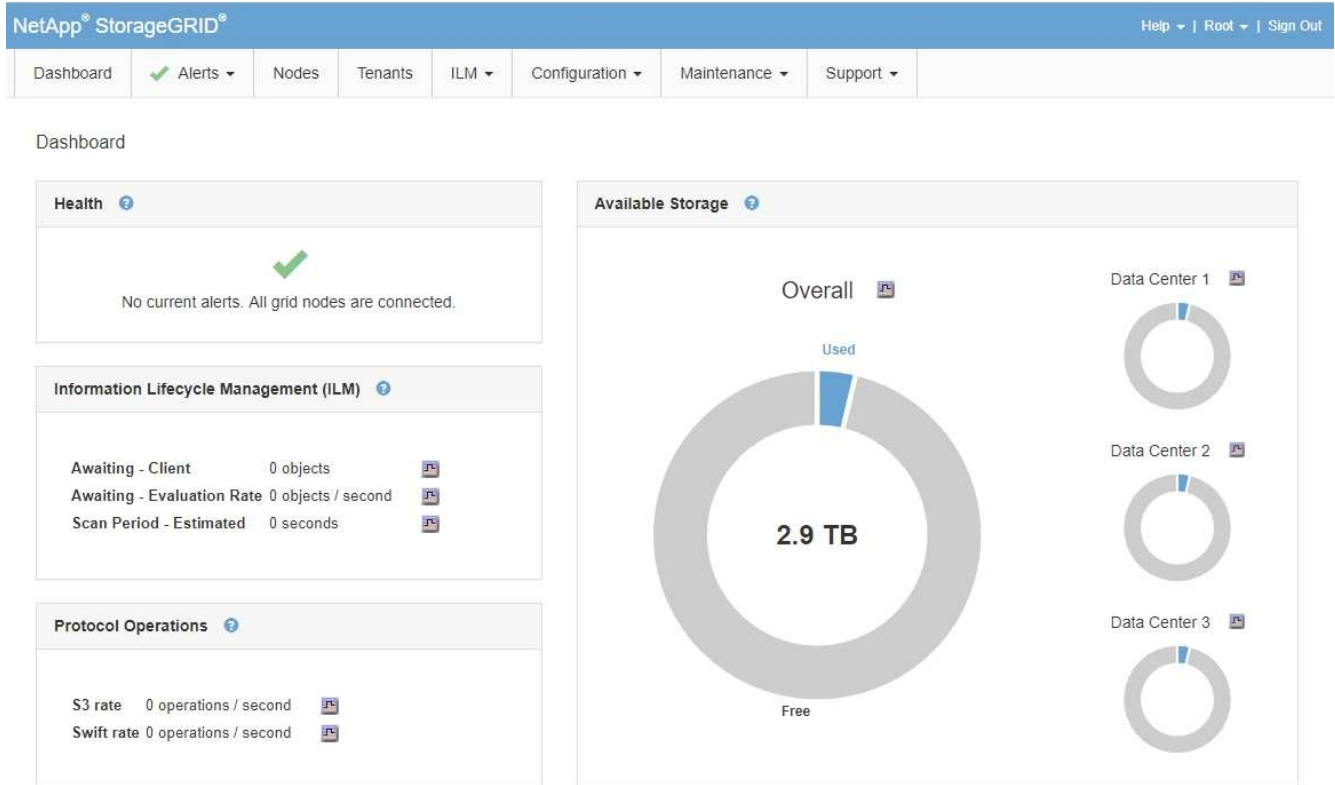 NetApp® StorageGRID®
Help | Root | Sign Out
Dashboard
Alerts
Nodes
Tenants
ILM
Configuration
Maintenance
Support
Dashboard
Health
No current alerts. All grid nodes are connected.
Information Lifecycle Management (ILM)
Awaiting - Client 0 objects
Awaiting - Evaluation Rate 0 objects / second
Scan Period - Estimated 0 seconds
Protocol Operations
S3 rate 0 operations / second
Swift rate 0 operations / second
Available Storage
Overall
Used
2.9 TB
Free
Data Center 1
Data Center 2
Data Center 3